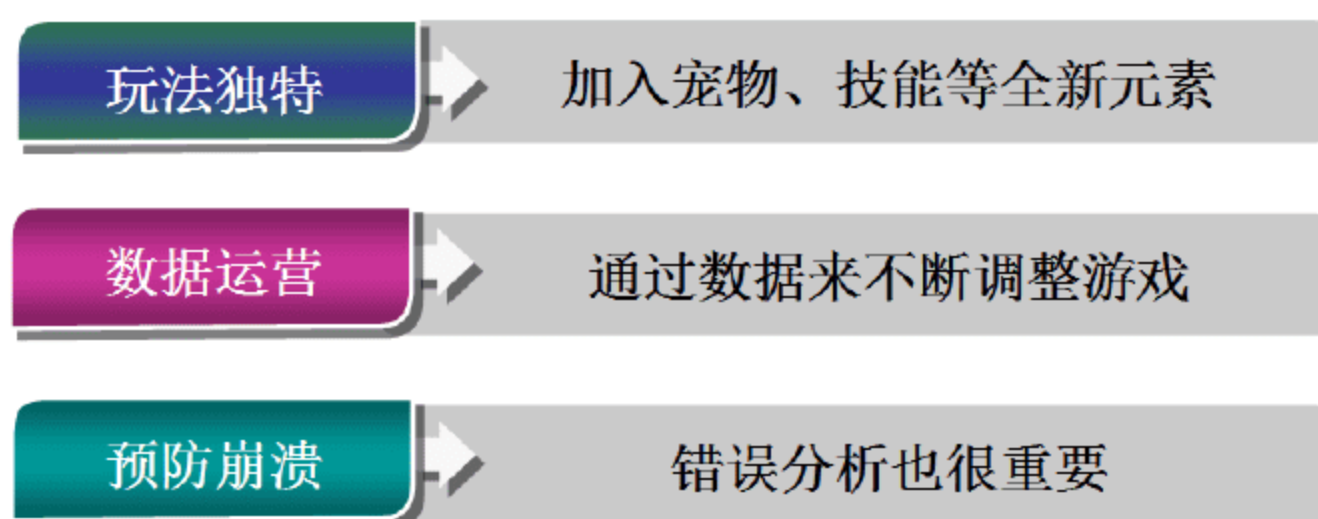 玩法独特
加入宠物、技能等全新元素
数据运营
通过数据来不断调整游戏
预防崩溃
错误分析也很重要